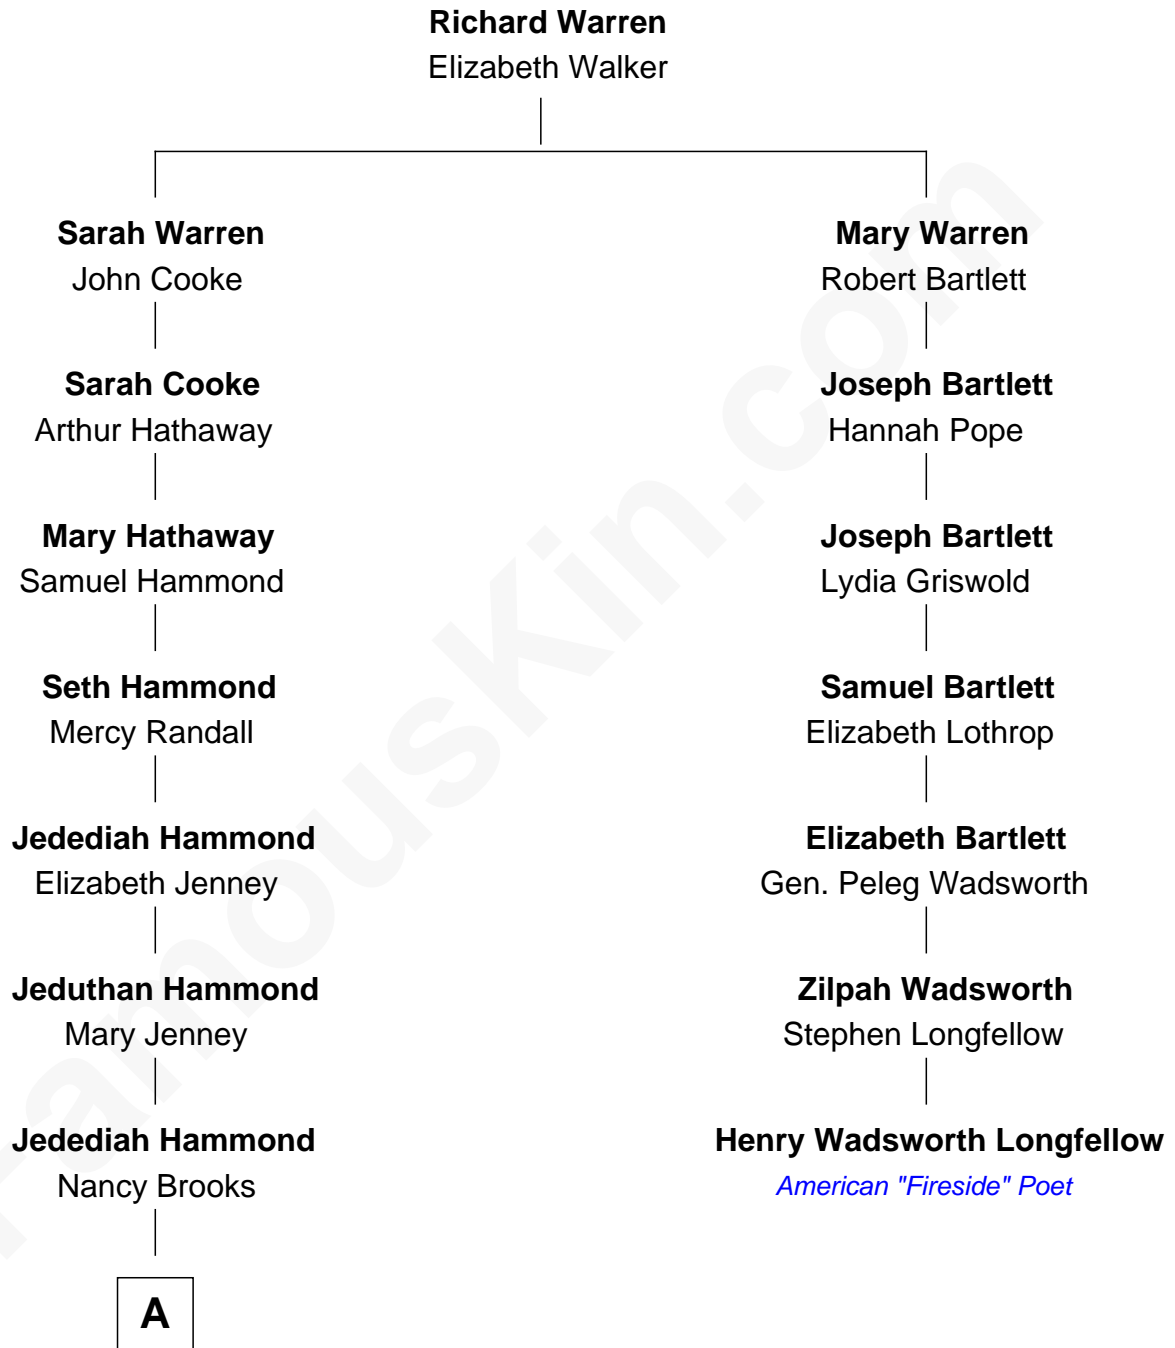 Richard Warren
Elizabeth Walker
Sarah Warren
John Cooke
Mary Warren
Robert Bartlett
Sarah Cooke
Arthur Hathaway
Joseph Bartlett
Hannah Pope
Mary Hathaway
Samuel Hammond
Joseph Bartlett
Lydia Griswold
Seth Hammond
Mercy Randall
Samuel Bartlett
Elizabeth Lothrop
Jedediah Hammond
Elizabeth Jenney
Elizabeth Bartlett
Gen. Peleg Wadsworth
Jeduthan Hammond
Mary Jenney
Zilpah Wadsworth
Stephen Longfellow
Jedediah Hammond
Nancy Brooks
Henry Wadsworth Longfellow
American "Fireside" Poet
A
FamousKin.com